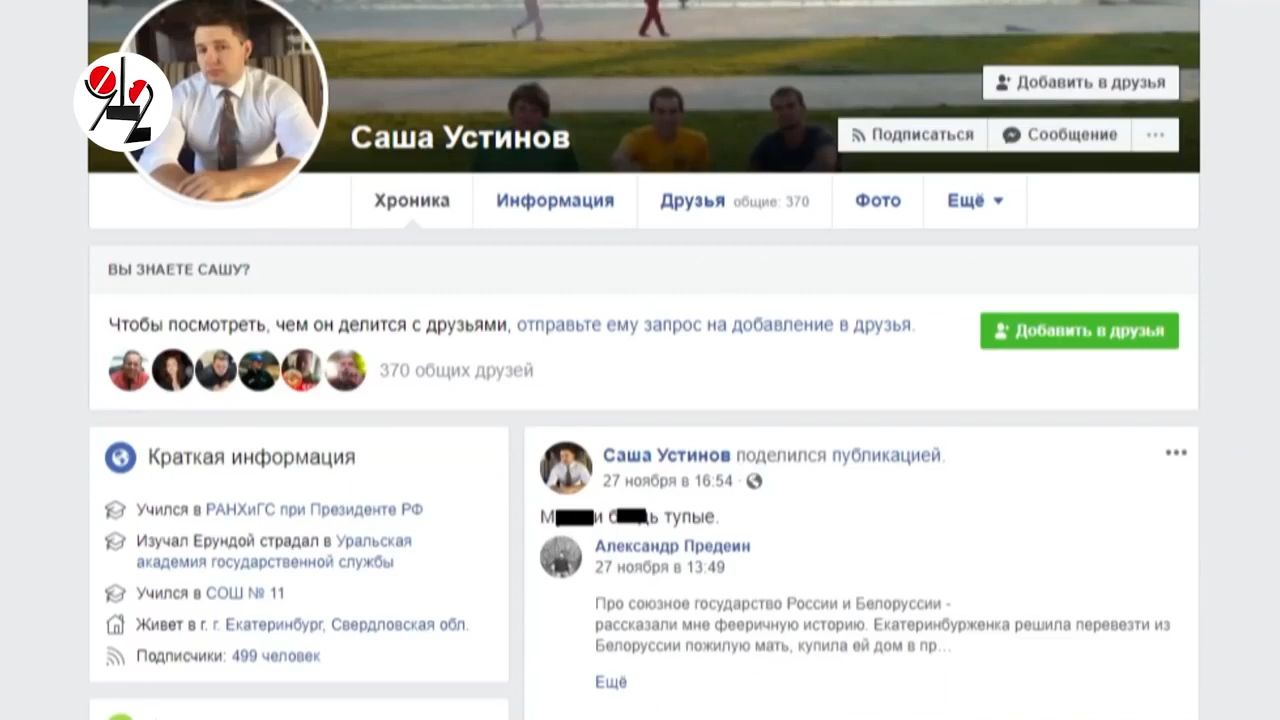 Добавить в друзья
Саша Устинов
Подписаться
Сообщение
Хроника
Информация
Друзья общие: 370
Фото
Ещё
ВЫ ЗНАЕТЕ САШУ?
Чтобы посмотреть, чем он делится с друзьями, отправьте ему запрос на добавление в друзья.
Добавить в друзья
370 общих друзей
Краткая информация
Учился в РАНХиГС при Президенте РФ
Изучал Ерундой страдал в Уральская
академия государственной службы
Учился в СОШ № 11
Живет в г. г. Екатеринбург, Свердловская обл.
Подписчики: 499 человек
Саша Устинов поделился публикацией.
27 ноября в 16:54
М и б ь тупые.
Александр Предеин
27 ноября в 13:49
Про союзное государство России и Белоруссии -
рассказали мне фееричную историю. Екатеринбурженка решила перевезти из
Белоруссии пожилую мать, купила ей дом в пр...
Ещё